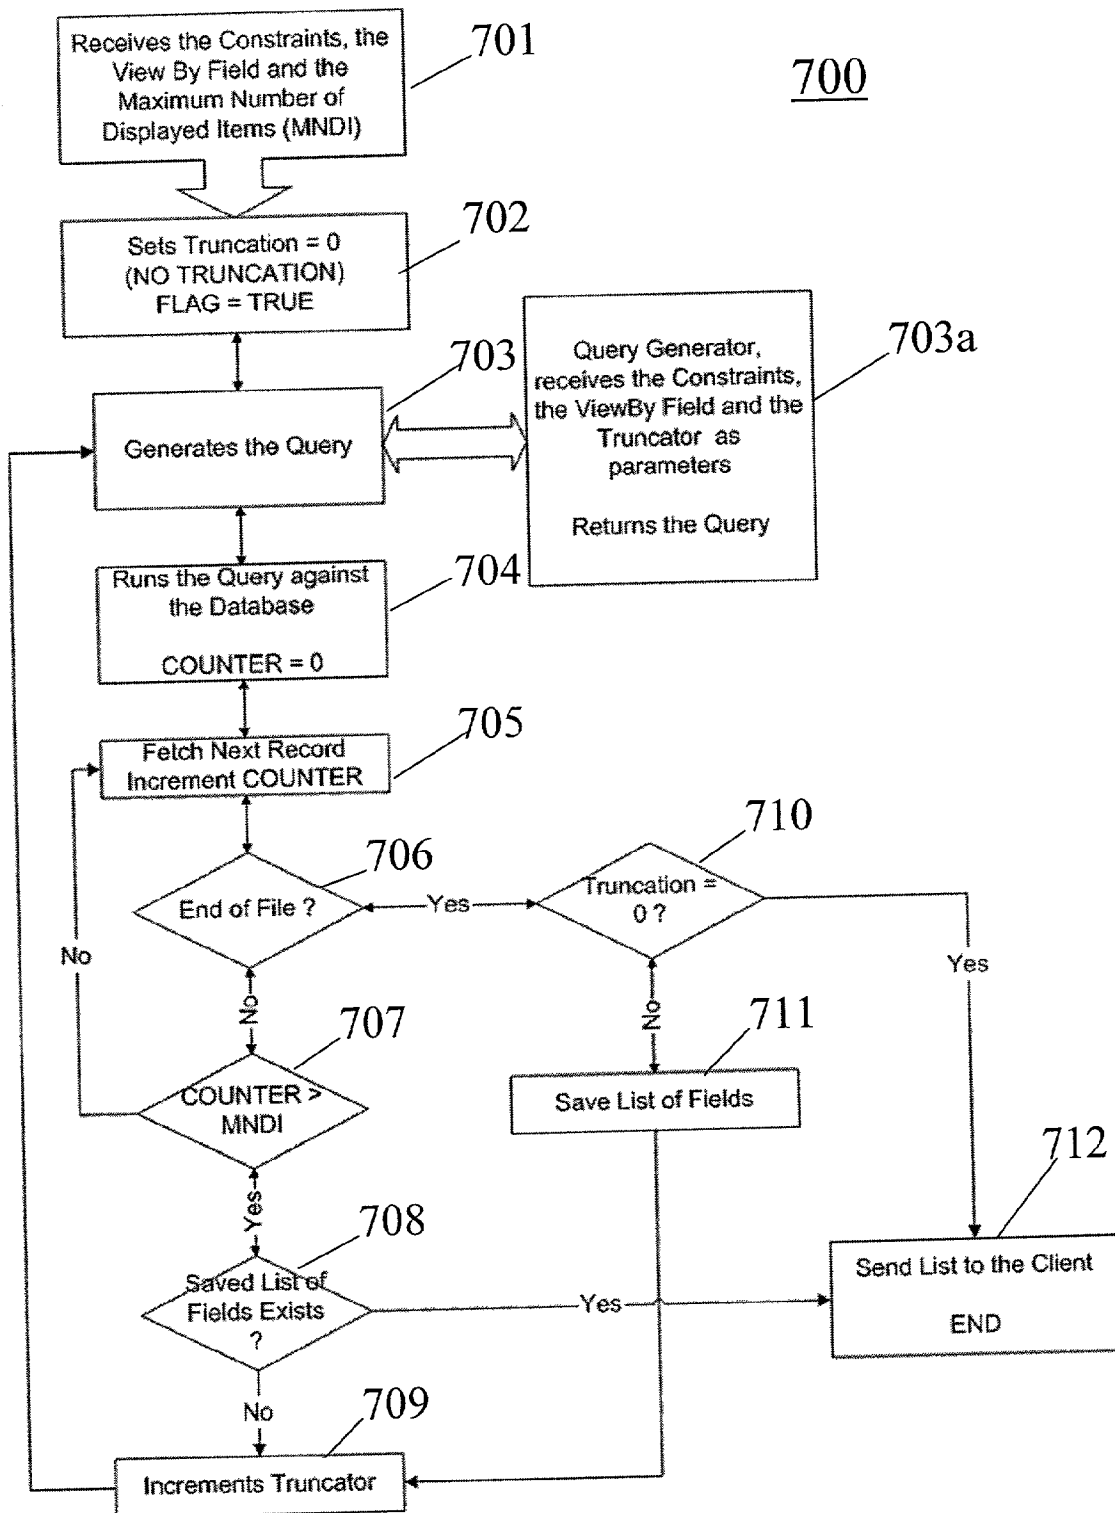 Receives the Constraints, the
View By Field and the
Maximum Number of
Displayed Items (MNDI)
701
700
Sets Truncation = 0
(NO TRUNCATION)
FLAG = TRUE
702
Generates the Query
703
Query Generator,
receives the Constraints,
the ViewBy Field and the
Truncator as
parameters
Returns the Query
703a
Runs the Query against
the Database
COUNTER = 0
704
Fetch Next Record
Increment COUNTER
705
End of File ?
706
Yes
Truncation =
0 ?
710
Yes
No
No
No
COUNTER >
MNDI
707
Save List of Fields
711
Yes
Saved List of
Fields Exists
?
708
Yes
Send List to the Client
END
712
No
Increments Truncator
709